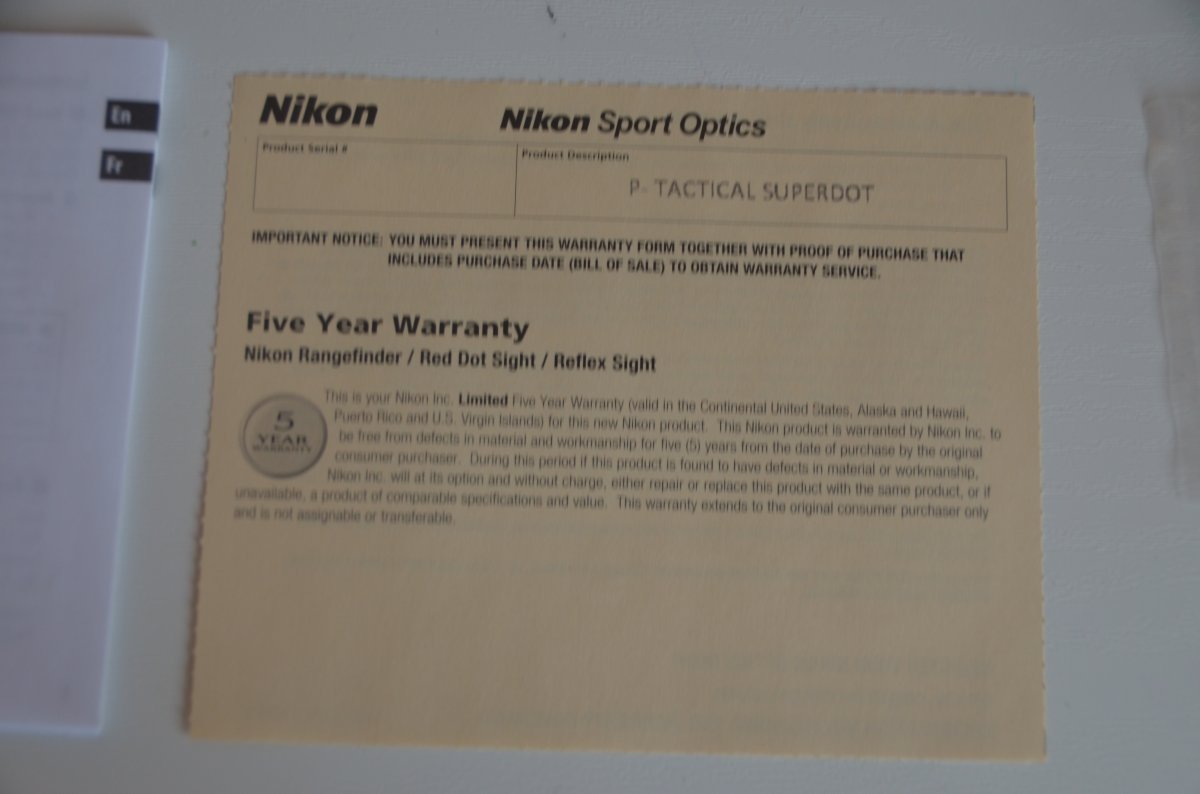 En
Fr
Nikon
Nikon Sport Optics
Product Serial #
Product Description
P- TACTICAL SUPERDOT
IMPORTANT NOTICE: YOU MUST PRESENT THIS WARRANTY FORM TOGETHER WITH PROOF OF PURCHASE THAT
INCLUDES PURCHASE DATE (BILL OF SALE) TO OBTAIN WARRANTY SERVICE.
Five Year Warranty
Nikon Rangefinder / Red Dot Sight / Reflex Sight
5
YEAR
WARRANTY
This is your Nikon Inc. Limited Five Year Warranty (valid in the Continental United States, Alaska and Hawaii,
Puerto Rico and U.S. Virgin Islands) for this new Nikon product. This Nikon product is warranted by Nikon Inc. to
be free from defects in material and workmanship for five (5) years from the date of purchase by the original
consumer purchaser. During this period if this product is found to have defects in material or workmanship,
Nikon Inc. will at its option and without charge, either repair or replace this product with the same product, or if
unavailable, a product of comparable specifications and value. This warranty extends to the original consumer purchaser only
and is not assignable or transferable.